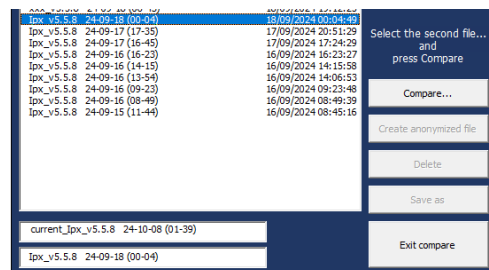 Ipx_v5.5.8 24-09-18 (00-04) 18/09/2024 00:04:49
Ipx_v5.5.8 24-09-17 (17-35) 17/09/2024 20:51:29
Ipx_v5.5.8 24-09-17 (16-45) 17/09/2024 17:24:29
Ipx_v5.5.8 24-09-16 (16-23) 16/09/2024 16:23:27
Ipx_v5.5.8 24-09-16 (14-15) 16/09/2024 14:15:58
Ipx_v5.5.8 24-09-16 (13-54) 16/09/2024 14:06:53
Ipx_v5.5.8 24-09-16 (09-23) 16/09/2024 09:23:48
Ipx_v5.5.8 24-09-16 (08-49) 16/09/2024 08:49:39
Ipx_v5.5.8 24-09-15 (11-44) 16/09/2024 08:45:16
current_Ipx_v5.5.8 24-10-08 (01-39)
Ipx_v5.5.8 24-09-18 (00-04)
Select the second file...
and
press Compare
Compare...
Create anonymized file
Delete
Save as
Exit compare